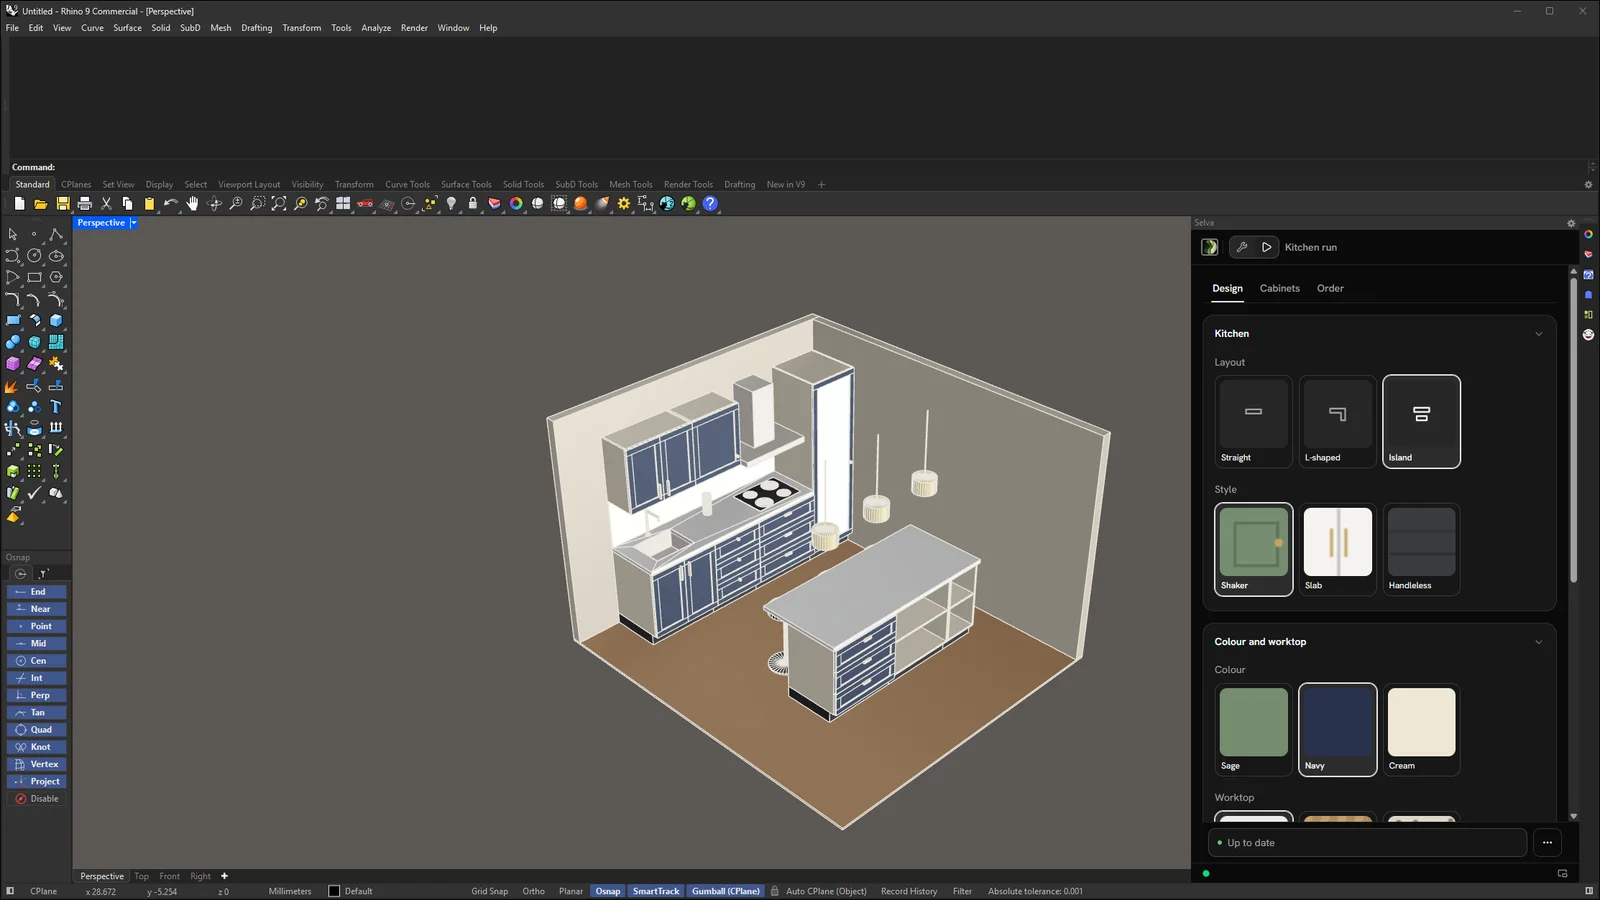 Untitled - Rhino 9 Commercial - [Perspective]
File Edit View Curve Surface Solid SubD Mesh Drafting Transform Tools Analyze Render Window Help
Command:
Standard CPlanes Set View Display Select Viewport Layout Visibility Transform Curve Tools Surface Tools Solid Tools SubD Tools Mesh Tools Render Tools Drafting New in V9
Perspective
Selva
Kitchen run
Design Cabinets Order
Kitchen
Layout
Straight L-shaped Island
Style
Shaker Slab Handleless
Colour and worktop
Colour
Sage Navy Cream
Worktop
Up to date
Osnap
End
Near
Point
Mid
Cen
Int
Perp
Tan
Quad
Knot
Vertex
Project
Disable
Perspective Top Front Right
CPlane x 28.672 y -5.254 z 0 Millimeters Default Grid Snap Ortho Planar Osnap SmartTrack Gumball (CPlane) Auto CPlane (Object) Record History Filter Absolute tolerance: 0.001